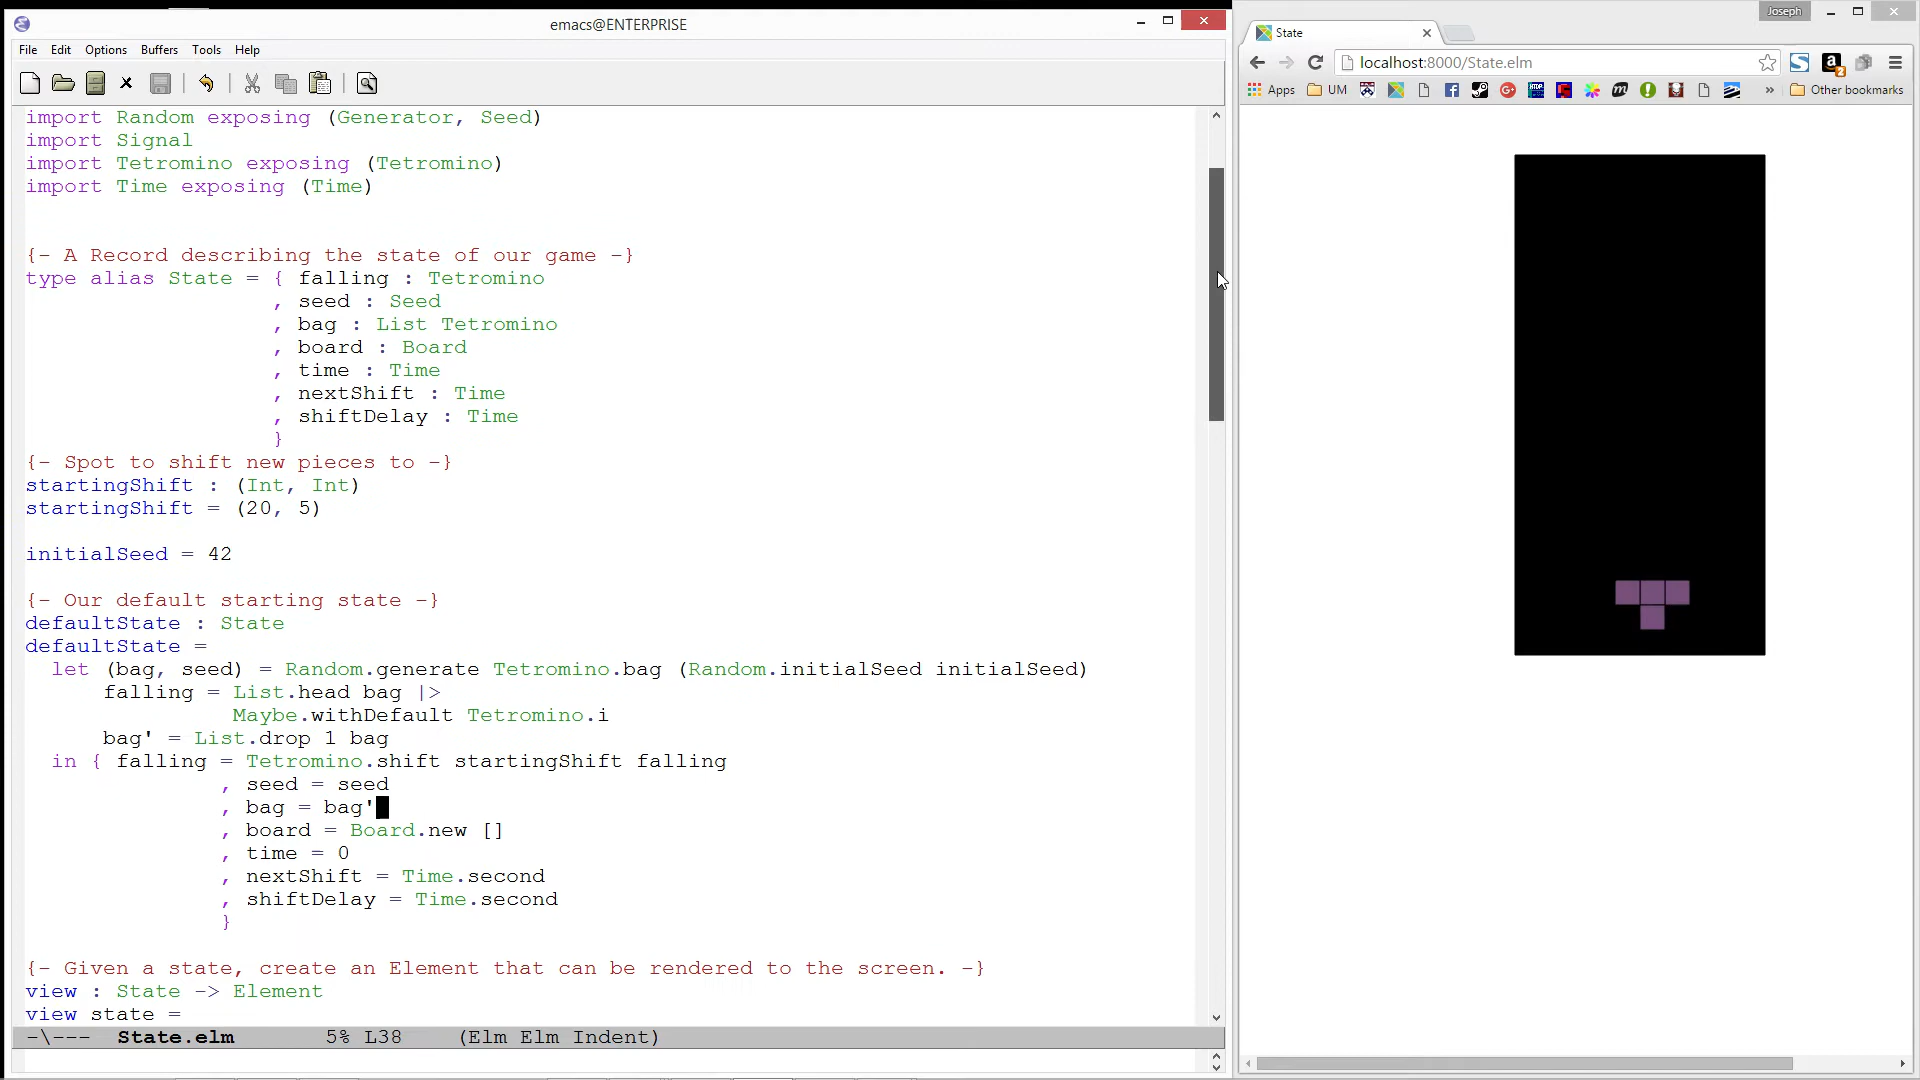 emacs@ENTERPRISE
File Edit Options Buffers Tools Help
import Random exposing (Generator, Seed)
import Signal
import Tetromino exposing (Tetromino)
import Time exposing (Time)
{- A Record describing the state of our game -}
type alias State = { falling : Tetromino
, seed : Seed
, bag : List Tetromino
, board : Board
, time : Time
, nextShift : Time
, shiftDelay : Time
}
{- Spot to shift new pieces to -}
startingShift : (Int, Int)
startingShift = (20, 5)
initialSeed = 42
{- Our default starting state -}
defaultState : State
defaultState =
let (bag, seed) = Random.generate Tetromino.bag (Random.initialSeed initialSeed)
falling = List.head bag |>
Maybe.withDefault Tetromino.i
bag' = List.drop 1 bag
in { falling = Tetromino.shift startingShift falling
, seed = seed
, bag = bag'
, board = Board.new []
, time = 0
, nextShift = Time.second
, shiftDelay = Time.second
}
{- Given a state, create an Element that can be rendered to the screen. -}
view : State -> Element
view state =
-\--- State.elm 5% L38 (Elm Elm Indent)
Joseph
State
localhost:8000/State.elm
Apps UM Other bookmarks